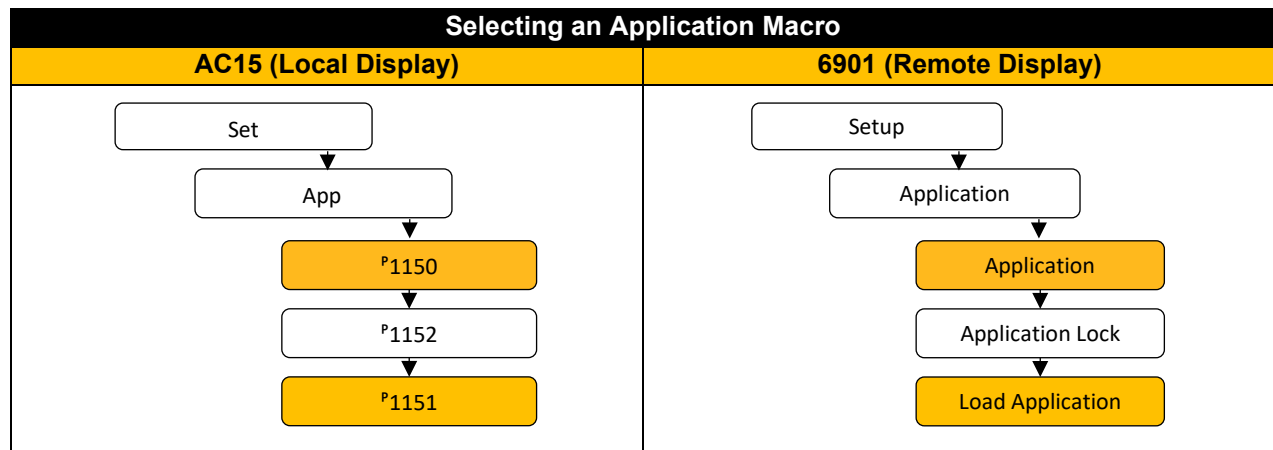 Selecting an Application Macro
AC15 (Local Display)
6901 (Remote Display)
Set
App
ᴾ1150
ᴾ1152
ᴾ1151
Setup
Application
Application
Application Lock
Load Application